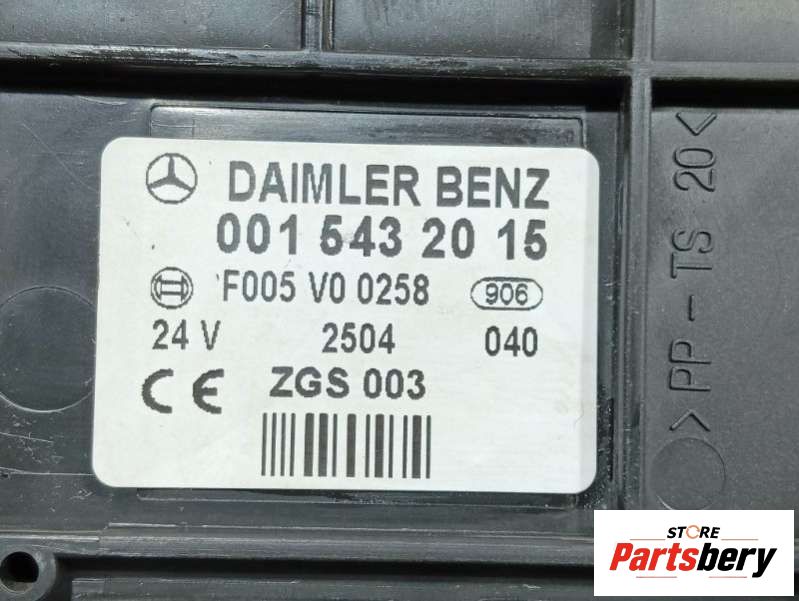 DAIMLER BENZ
001 543 20 15
F005 V0 0258 906
24 V 2504 040
CE ZGS 003
>PP-TS 20<
STORE
Partsbery